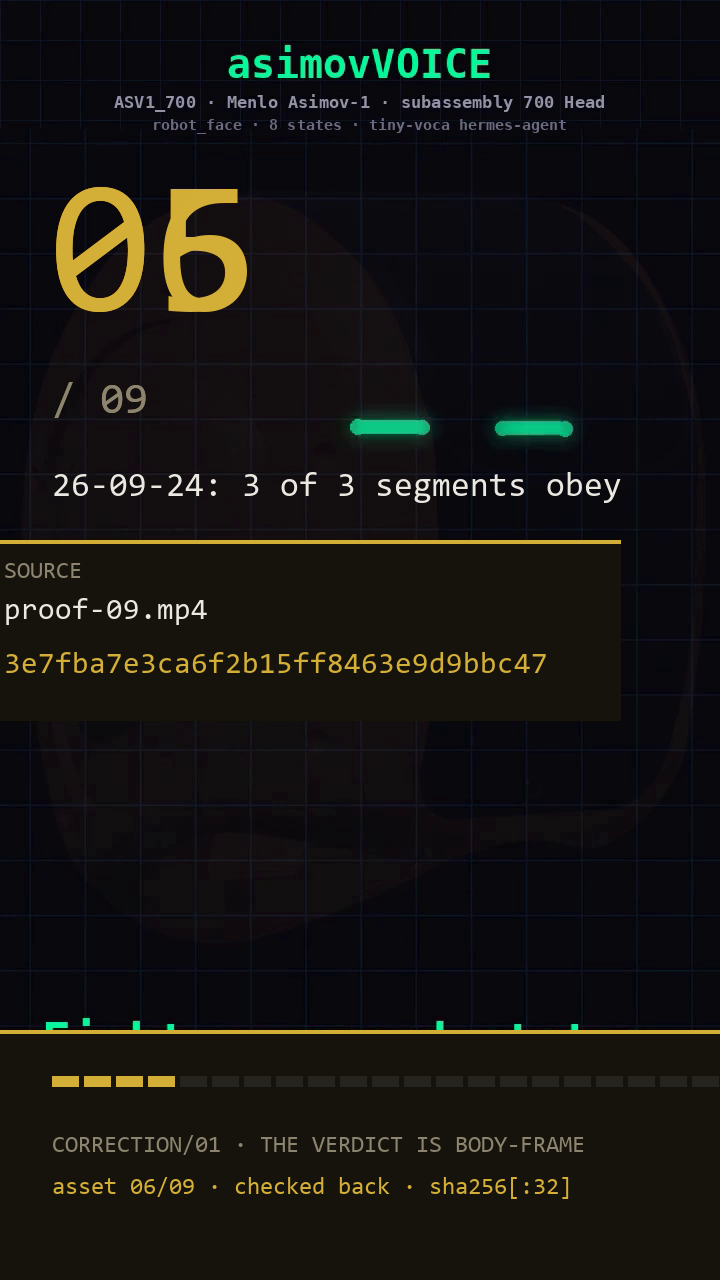 asimovVOICE
ASV1_700 · Menlo Asimov-1 · subassembly 700 Head
robot_face · 8 states · tiny-voca hermes-agent
/ 09
26-09-24: 3 of 3 segments obey
SOURCE
proof-09.mp4
3e7fba7e3ca6f2b15ff8463e9d9bbc47
CORRECTION/01 · THE VERDICT IS BODY-FRAME
asset 06/09 · checked back · sha256[:32]